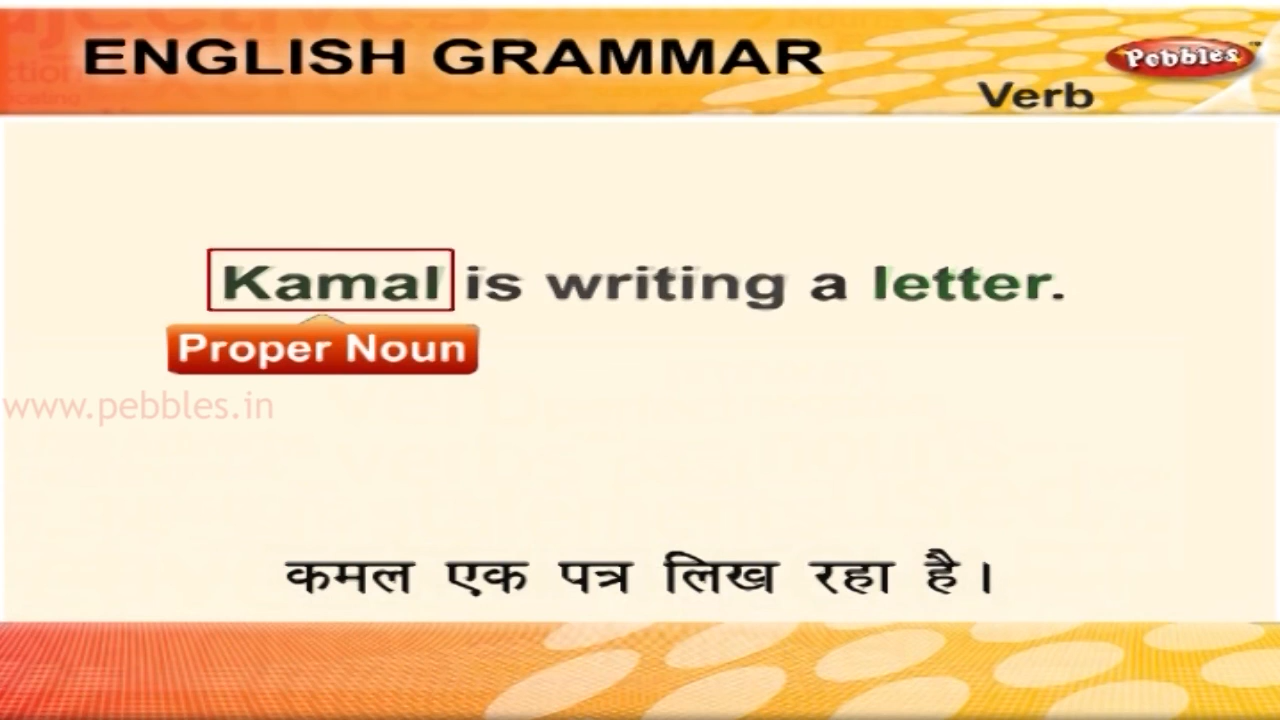 ENGLISH GRAMMAR
Pebbles
Verb
Kamal is writing a letter.
Proper Noun
www.pebbles.in
कमल एक पत्र लिख रहा है।